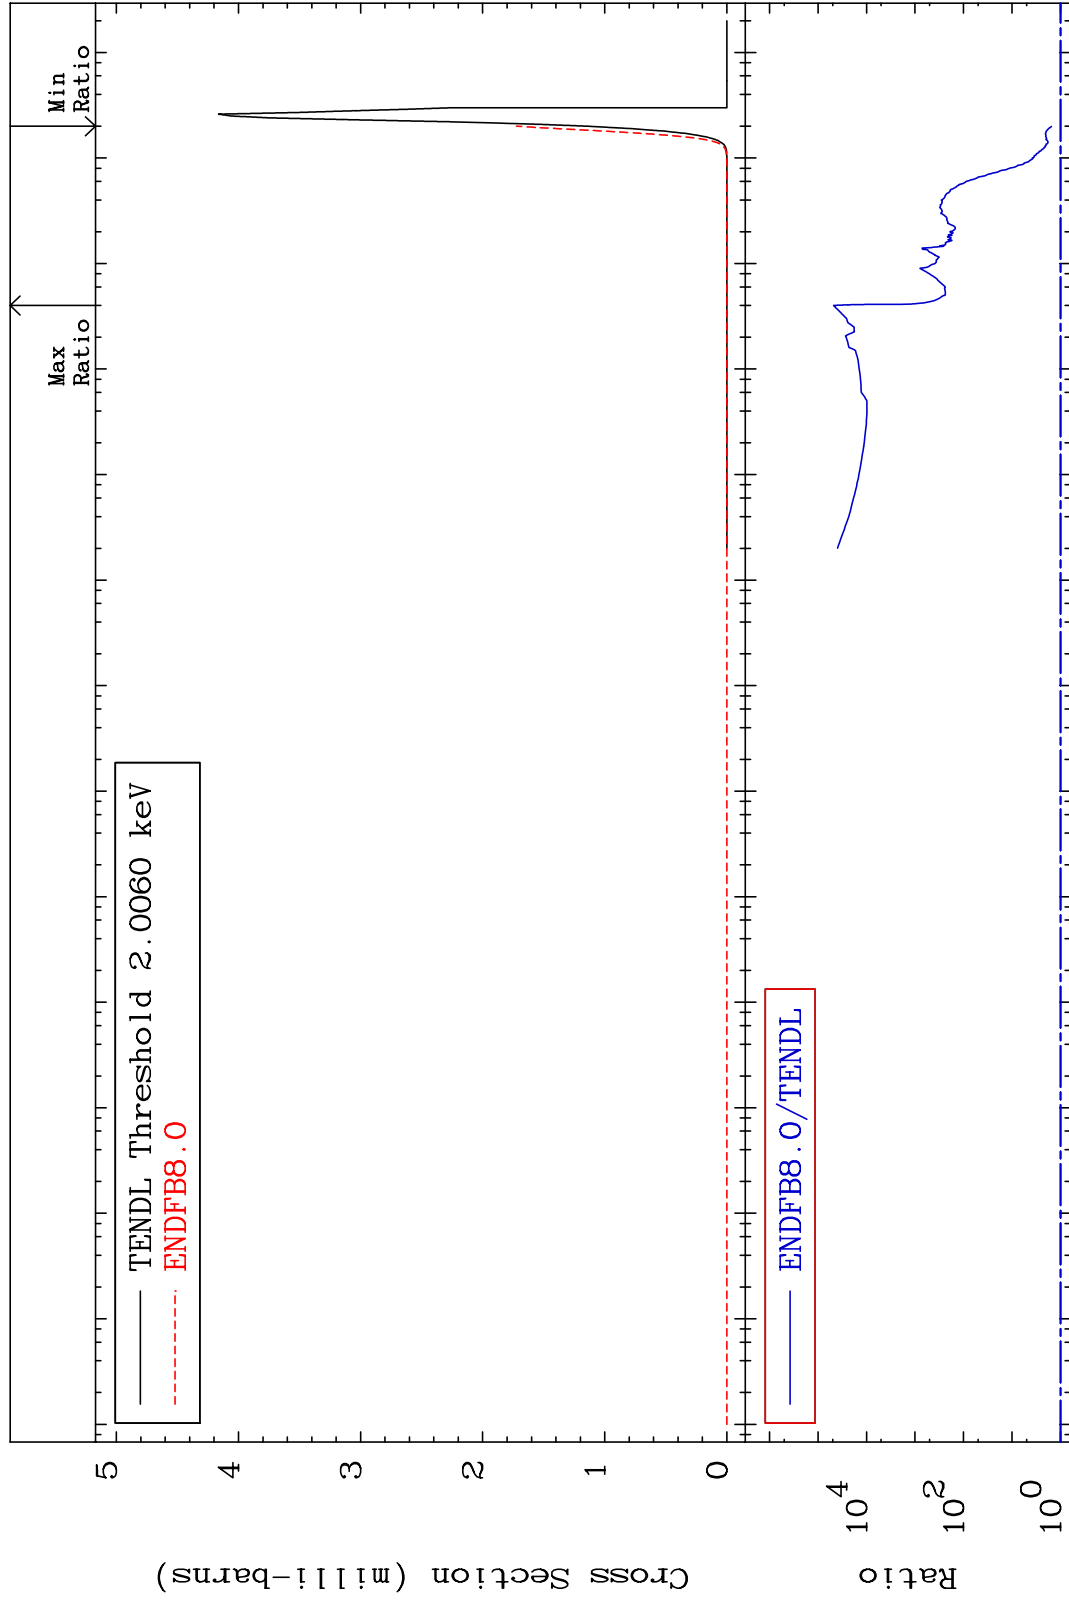 Max
Ratio
Min
Ratio
TENDL Threshold 2.0060 keV
ENDFB8.0
5
4
3
2
1
0
Cross Section (milli-barns)
ENDFB8.0/TENDL
10^4
10^2
10^0
Ratio